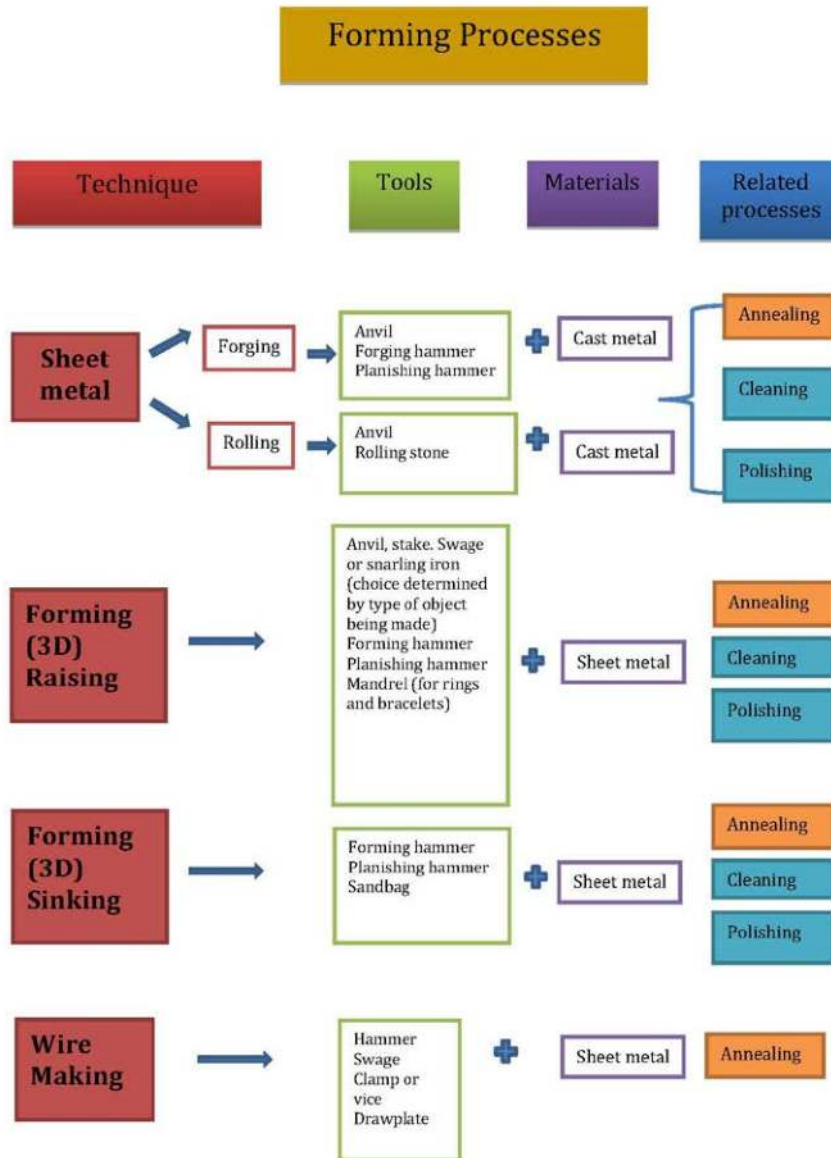 Forming Processes
Technique
Tools
Materials
Related
processes
Sheet
metal
Forging
Anvil
Forging hammer
Planishing hammer
Cast metal
Annealing
Cleaning
Polishing
Rolling
Anvil
Rolling stone
Cast metal
Forming
(3D)
Raising
Anvil, stake. Swage
or snarling iron
(choice determined
by type of object
being made)
Forming hammer
Planishing hammer
Mandrel (for rings
and bracelets)
Sheet metal
Annealing
Cleaning
Polishing
Forming
(3D)
Sinking
Forming hammer
Planishing hammer
Sandbag
Sheet metal
Annealing
Cleaning
Polishing
Wire
Making
Hammer
Swage
Clamp or
vice
Drawplate
Sheet metal
Annealing